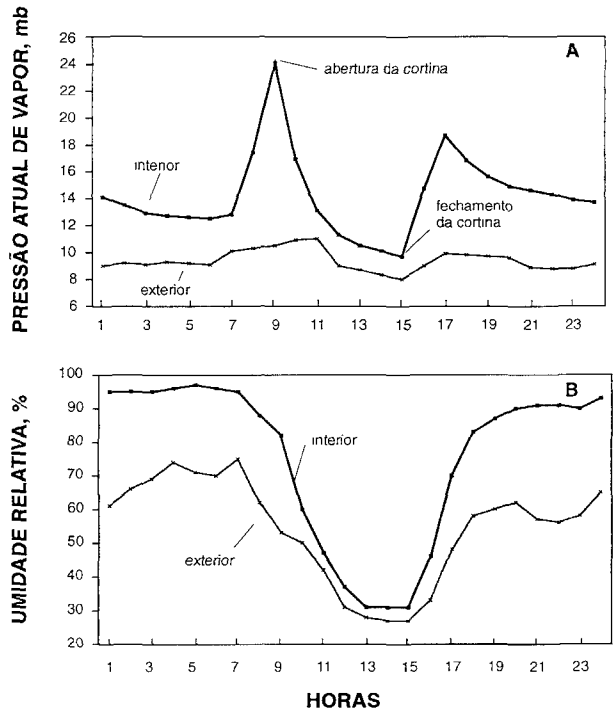 PRESSÃO ATUAL DE VAPOR, mb
26
24
22
20
18
16
14
12
10
8
6
A
abertura da cortina
interior
fechamento
da cortina
exterior
1 3 5 7 9 11 13 15 17 19 21 23
UMIDADE RELATIVA, %
100
90
80
70
60
50
40
30
20
B
interior
exterior
1 3 5 7 9 11 13 15 17 19 21 23
HORAS